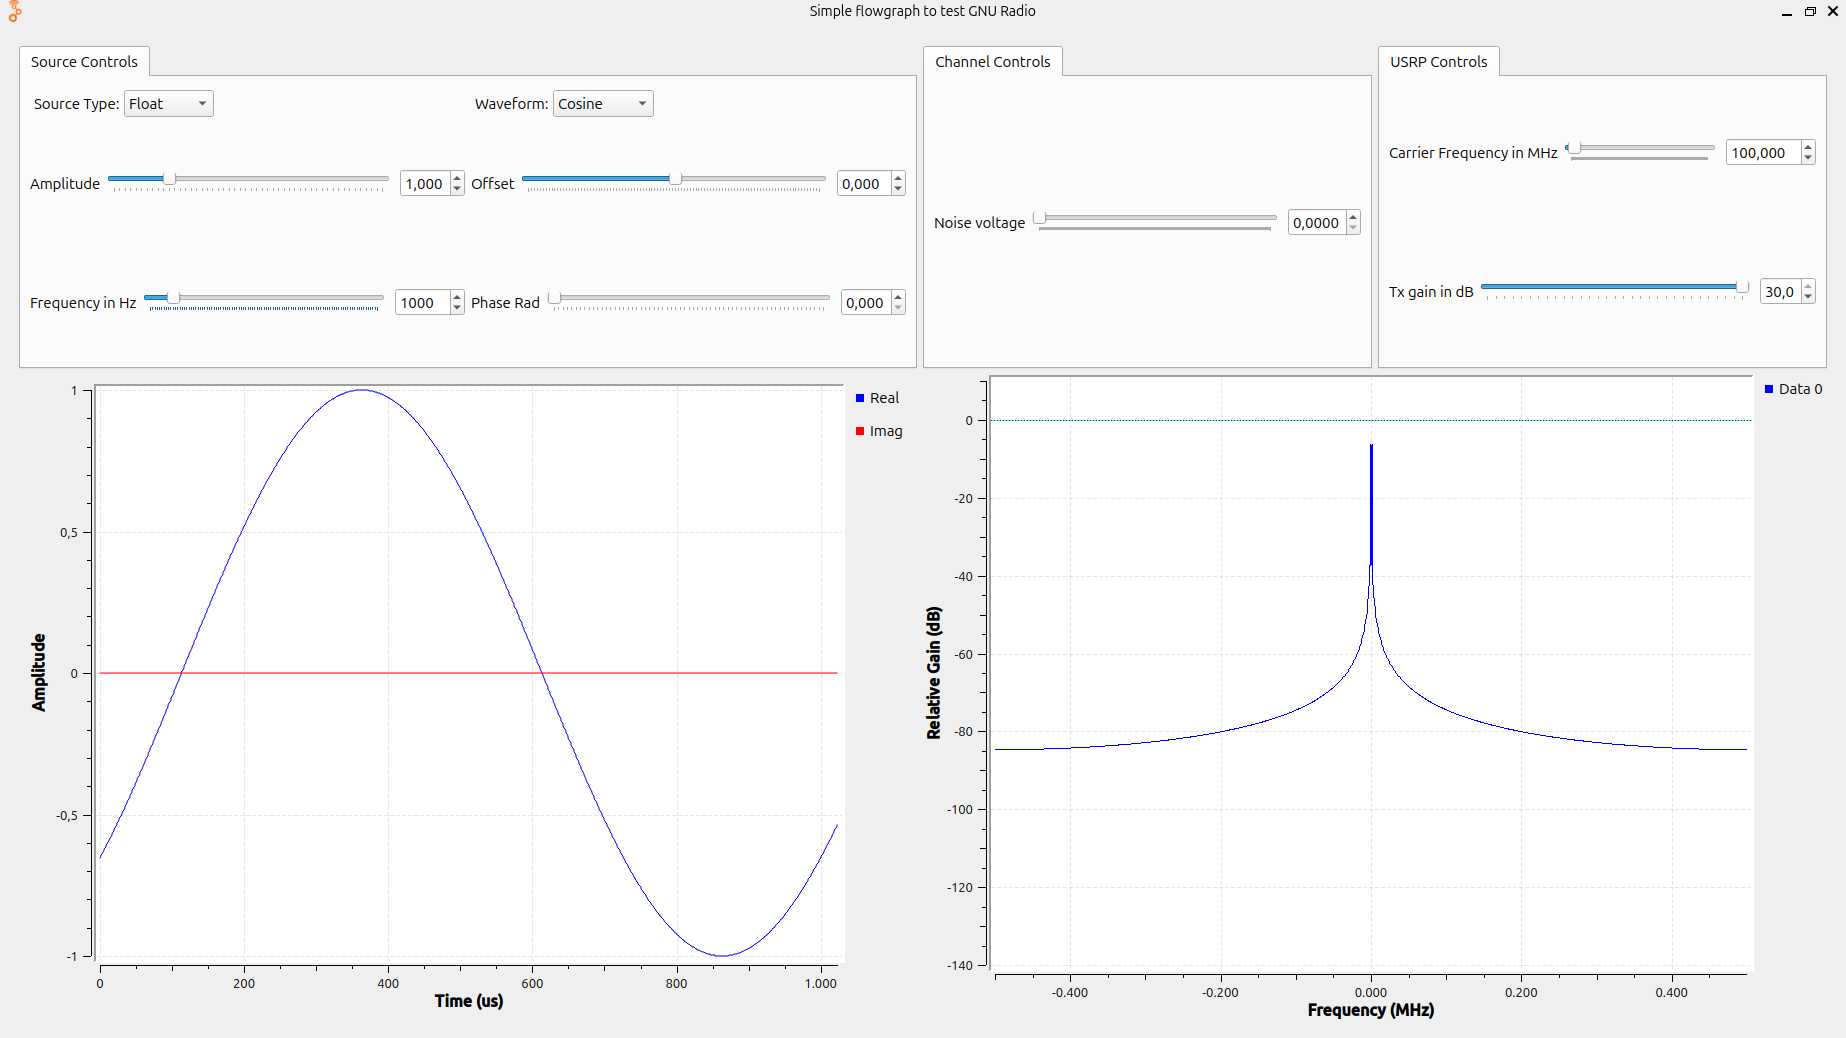 Simple flowgraph to test GNU Radio
Source Controls
Source Type: Float
Waveform: Cosine
Amplitude 1,000
Offset 0,000
Frequency in Hz 1000
Phase Rad 0,000
Channel Controls
Noise voltage 0,0000
USRP Controls
Carrier Frequency in MHz 100,000
Tx gain in dB 30,0
Amplitude
1
0,5
0
-0,5
-1
0 200 400 600 800 1.000
Time (us)
Real
Imag
Relative Gain (dB)
0
-20
-40
-60
-80
-100
-120
-140
-0.400 -0.200 0.000 0.200 0.400
Frequency (MHz)
Data 0